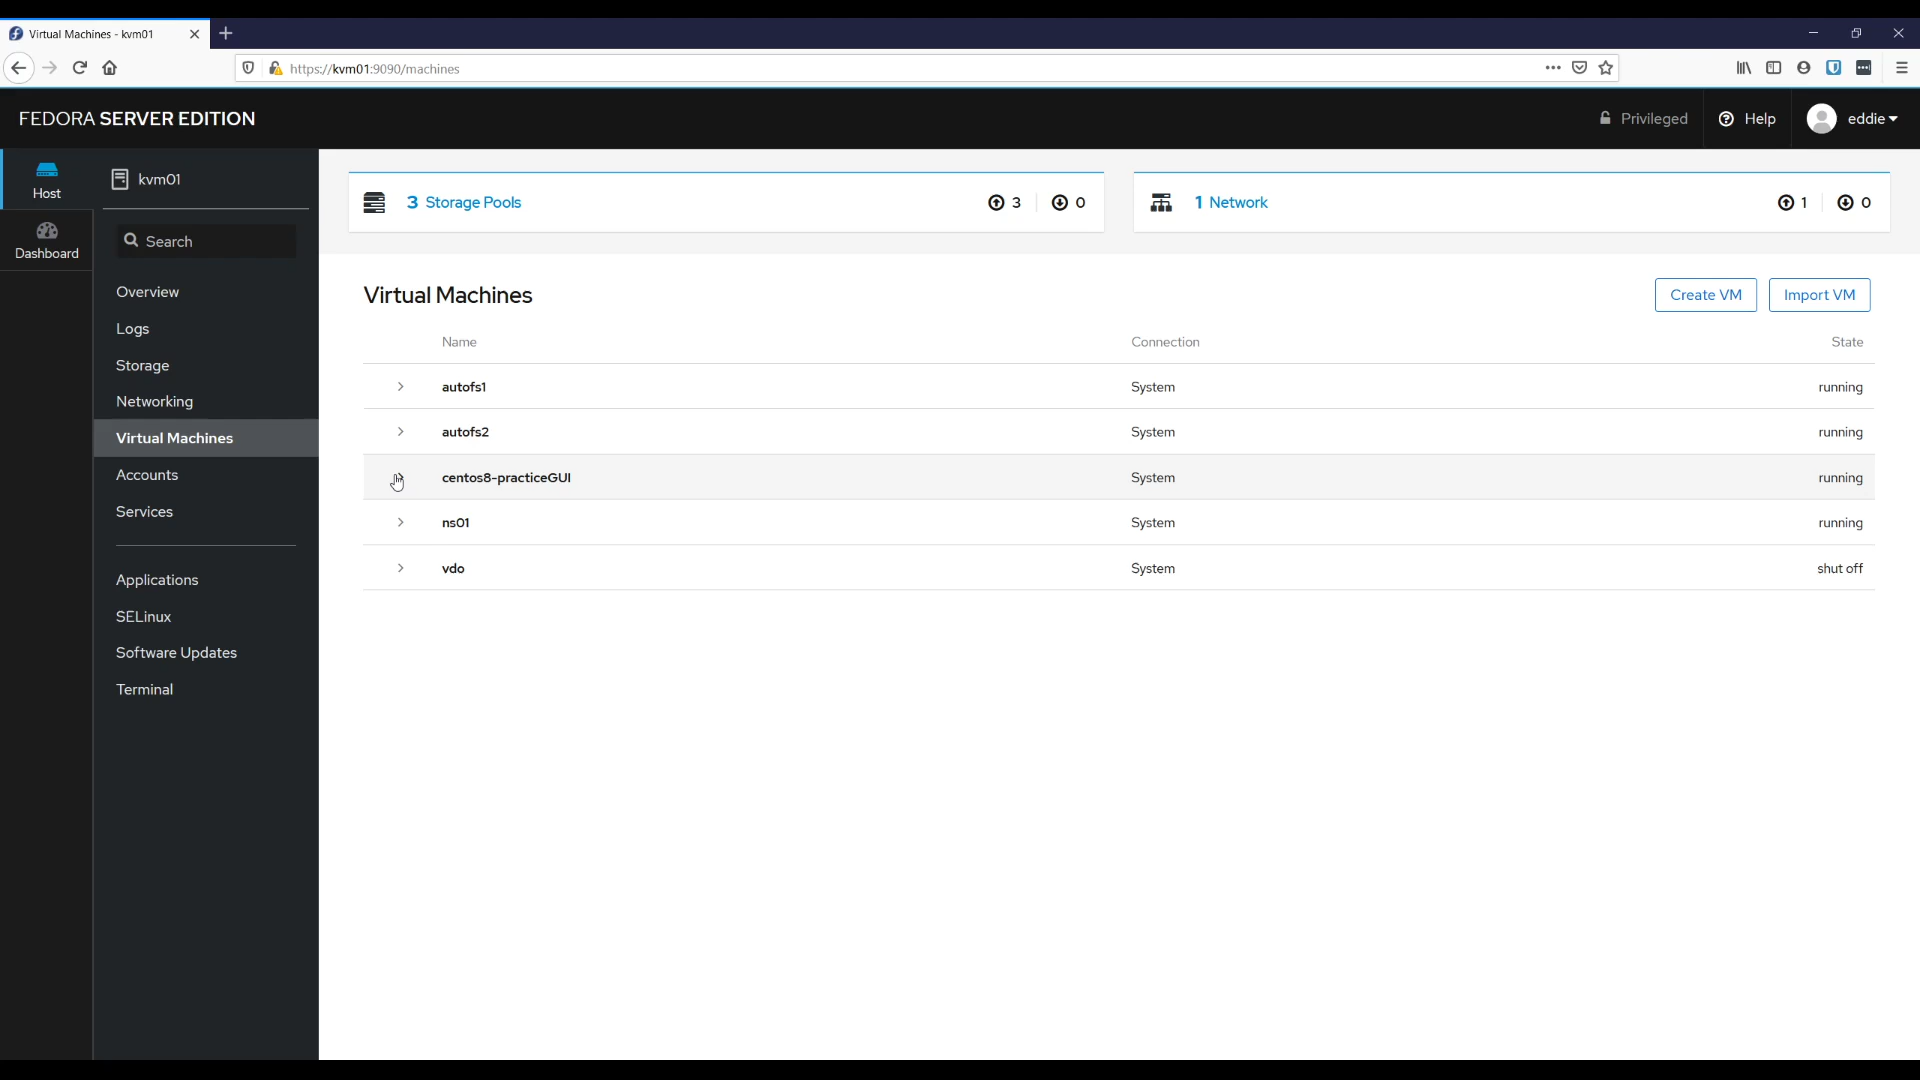 Virtual Machines - kvm01
https://kvm01:9090/machines
FEDORA SERVER EDITION
Privileged
Help
eddie
Host
kvm01
Dashboard
Search
Overview
Logs
Storage
Networking
Virtual Machines
Accounts
Services
Applications
SELinux
Software Updates
Terminal
3 Storage Pools 3 0
1 Network 1 0
Virtual Machines
Create VM Import VM
Name Connection State
autofs1 System running
autofs2 System running
centos8-practiceGUI System running
ns01 System running
vdo System shut off